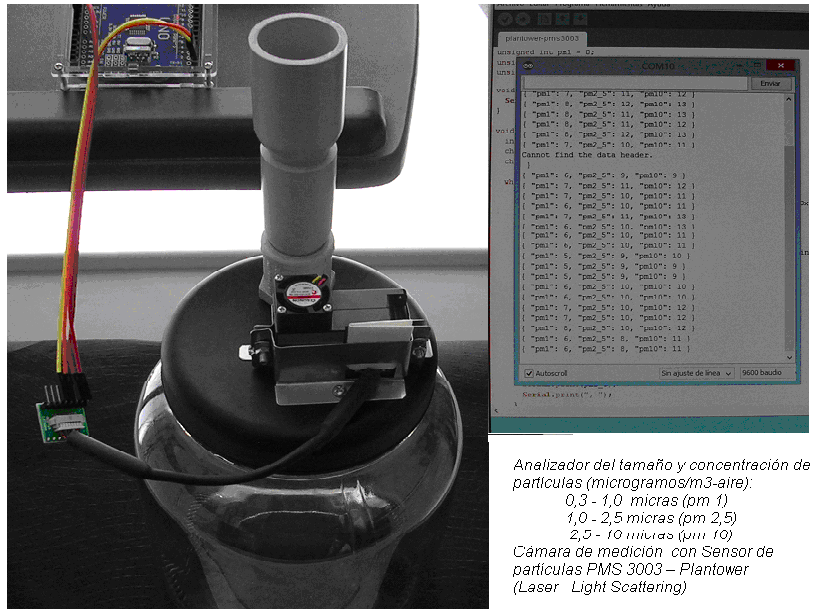 UNO
Archivo Editar Programa Herramientas Ayuda
plantower-pms3003
unsigned int pm1 = 0;
COM10
Enviar
{ "pm1": 7, "pm2_5": 11, "pm10": 12 }
{ "pm1": 8, "pm2_5": 12, "pm10": 13 }
{ "pm1": 8, "pm2_5": 11, "pm10": 13 }
{ "pm1": 8, "pm2_5": 11, "pm10": 12 }
{ "pm1": 8, "pm2_5": 12, "pm10": 13 }
{ "pm1": 7, "pm2_5": 10, "pm10": 11 }
Cannot find the data header.
}
{ "pm1": 6, "pm2_5": 9, "pm10": 9 }
{ "pm1": 7, "pm2_5": 11, "pm10": 12 }
{ "pm1": 7, "pm2_5": 10, "pm10": 11 }
{ "pm1": 6, "pm2_5": 10, "pm10": 11 }
{ "pm1": 7, "pm2_5": 11, "pm10": 13 }
{ "pm1": 6, "pm2_5": 10, "pm10": 13 }
{ "pm1": 6, "pm2_5": 10, "pm10": 11 }
{ "pm1": 6, "pm2_5": 10, "pm10": 11 }
{ "pm1": 5, "pm2_5": 9, "pm10": 10 }
{ "pm1": 5, "pm2_5": 9, "pm10": 9 }
{ "pm1": 5, "pm2_5": 9, "pm10": 9 }
{ "pm1": 6, "pm2_5": 10, "pm10": 10 }
{ "pm1": 6, "pm2_5": 10, "pm10": 10 }
{ "pm1": 7, "pm2_5": 10, "pm10": 12 }
{ "pm1": 7, "pm2_5": 10, "pm10": 12 }
{ "pm1": 8, "pm2_5": 10, "pm10": 12 }
{ "pm1": 6, "pm2_5": 8, "pm10": 11 }
{ "pm1": 6, "pm2_5": 8, "pm10": 11 }
Autoscroll
Sin ajuste de línea
9600 baudio
Serial.print(", ");
Analizador del tamaño y concentración de
partículas (microgramos/m3-aire):
0,3 - 1,0 micras (pm 1)
1,0 - 2,5 micras (pm 2,5)
2,5 - 10 micras (pm 10)
Cámara de medición con Sensor de
partículas PMS 3003 – Plantower
(Laser Light Scattering)